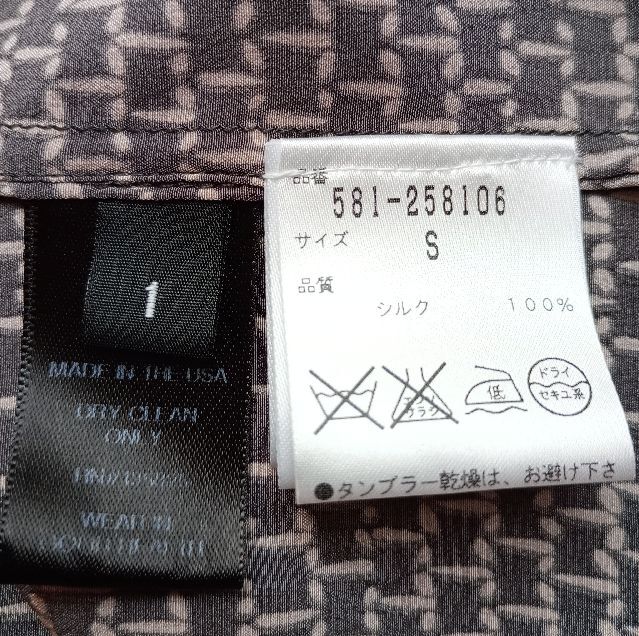 1
MADE IN THE USA
DRY CLEAN
ONLY
品番
581-258106
サイズ
S
品質
シルク 100%
低
ドライ
セキユ系
●タンブラー乾燥は、お避け下さ